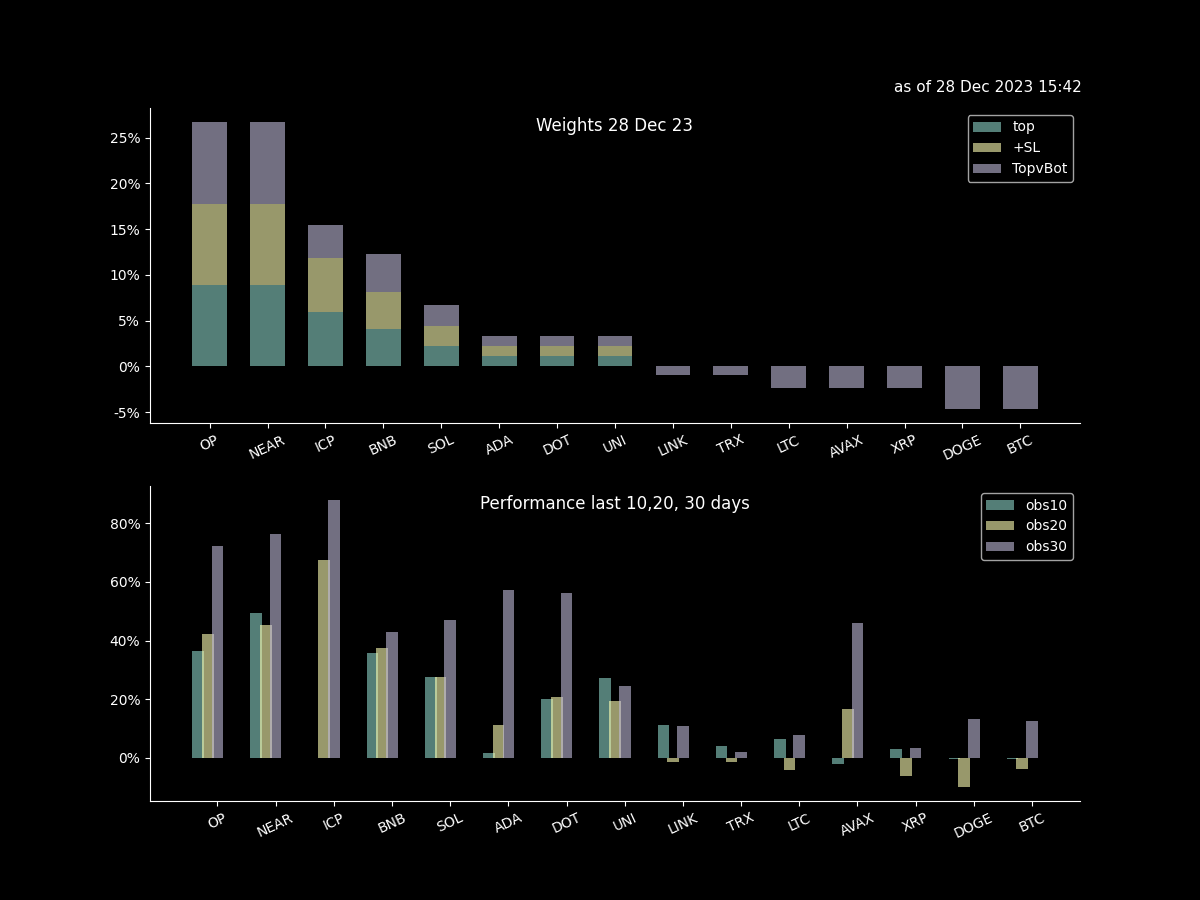 as of 28 Dec 2023 15:42
Weights 28 Dec 23
top
+SL
TopvBot
25%
20%
15%
10%
5%
0%
-5%
OP NEAR ICP BNB SOL ADA DOT UNI LINK TRX LTC AVAX XRP DOGE BTC
Performance last 10,20, 30 days
obs10
obs20
obs30
80%
60%
40%
20%
0%
OP NEAR ICP BNB SOL ADA DOT UNI LINK TRX LTC AVAX XRP DOGE BTC